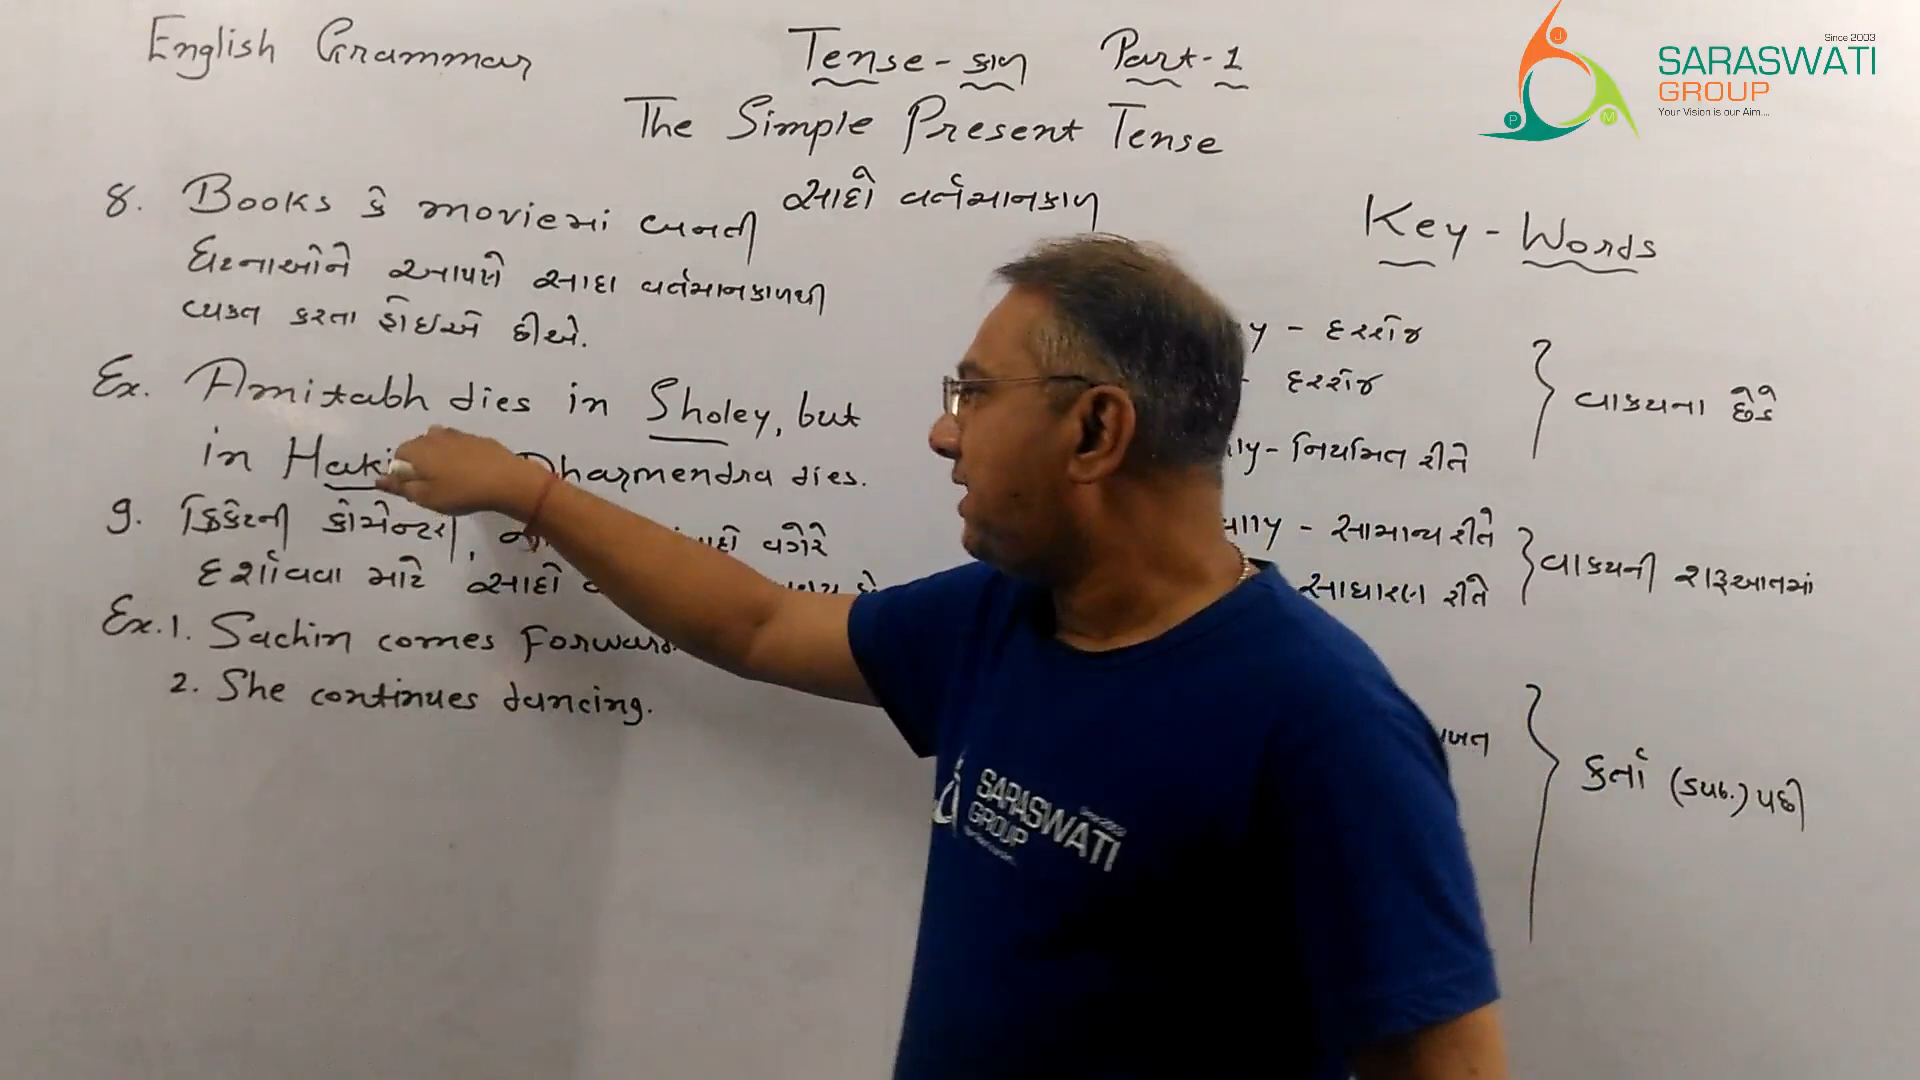 English Grammar
Tense - કાળ Part - 1
The Simple Present Tense
સાદો વર્તમાનકાળ
8. Books કે movieમાં બનતી
ઘટનાઓને આપણે સાદા વર્તમાનકાળથી
વ્યક્ત કરતા હોઈએ છીએ.
Ex. Amitabh dies in Sholey, but
in Dharmendra dies.
9. ક્રિકેટની કોમેન્ટ્રી, વગેરે
દર્શાવવા માટે સાદો
Ex. 1. Sachin comes forward.
2. She continues dancing.
Key - Words
- દરરોજ
- દરરોજ
- નિયમિત રીતે
વાક્યના છેડે
- સામાન્ય રીતે
સાધારણ રીતે
વાક્યની શરૂઆતમાં
કર્તા (sub.) પછી
Since 2003
SARASWATI
GROUP
Your Vision is our Aim....
J
P
M
SARASWATI
GROUP